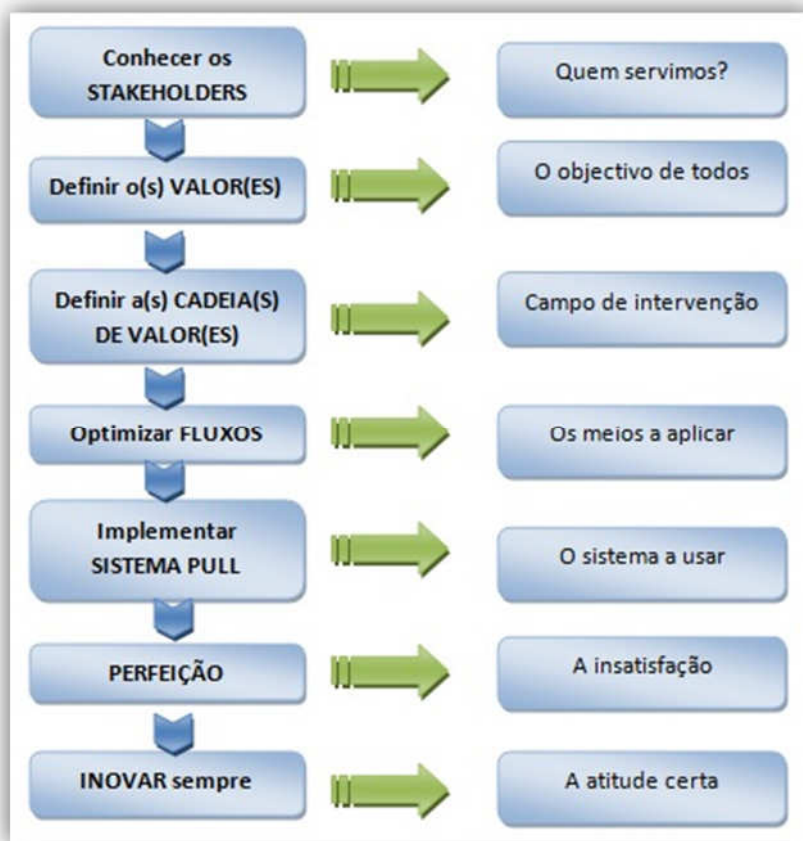 Conhecer os
STAKEHOLDERS
Quem servimos?
Definir o(s) VALOR(ES)
O objectivo de todos
Definir a(s) CADEIA(S)
DE VALOR(ES)
Campo de intervenção
Optimizar FLUXOS
Os meios a aplicar
Implementar
SISTEMA PULL
O sistema a usar
PERFEIÇÃO
A insatisfação
INOVAR sempre
A atitude certa